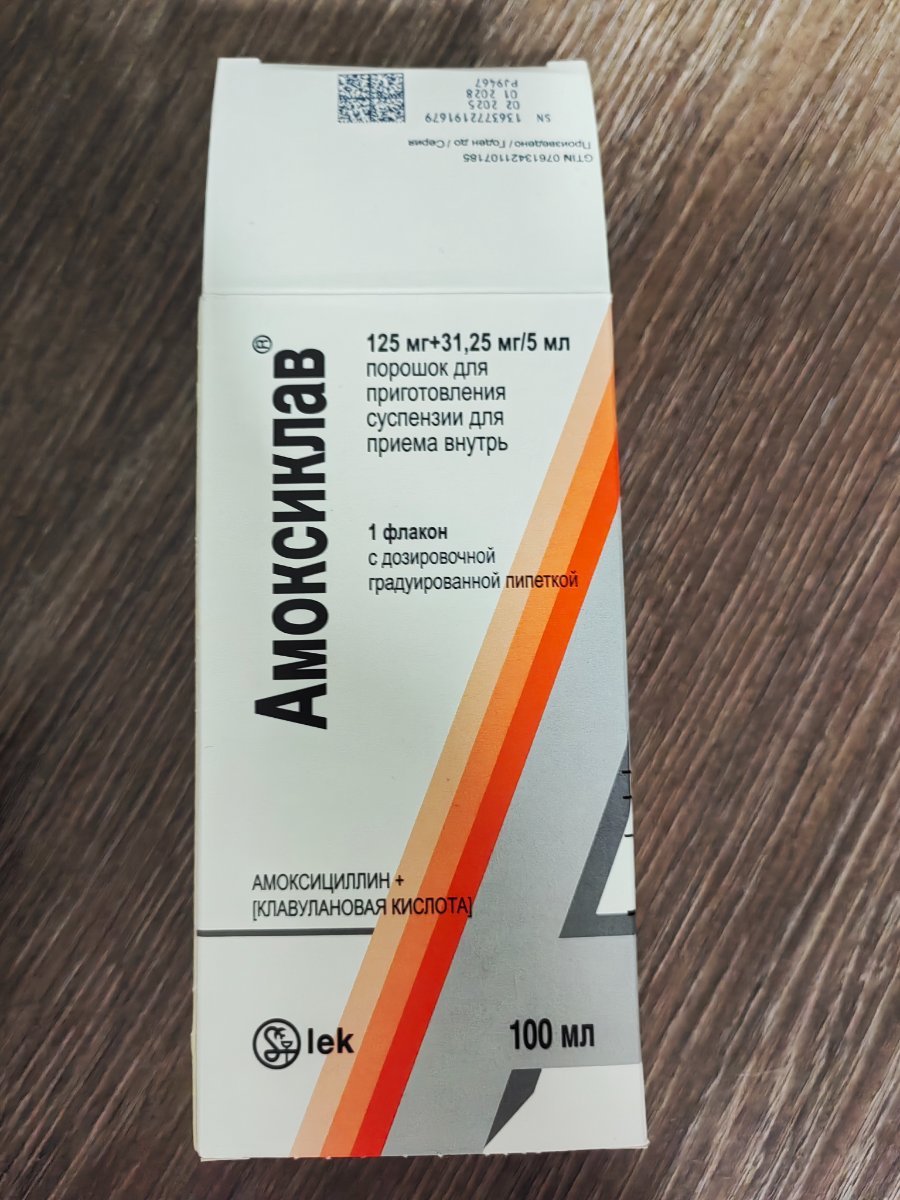 GTIN 07613421107185
Произведено / Годен до / Серия
SN 1363772191679
02 2025
01 2028
PJ9467
Амоксиклав®
125 мг+31,25 мг/5 мл
порошок для
приготовления
суспензии для
приема внутрь
1 флакон
с дозировочной
градуированной пипеткой
АМОКСИЦИЛЛИН +
[КЛАВУЛАНОВАЯ КИСЛОТА]
lek
100 мл